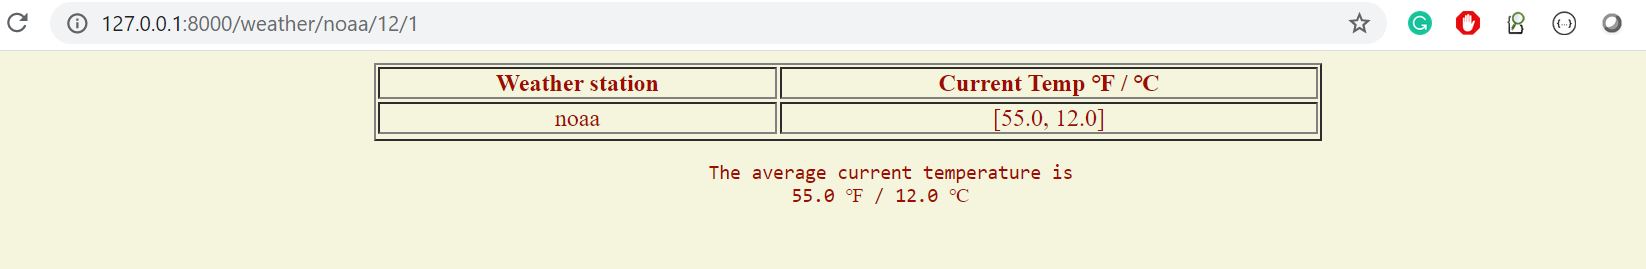 127.0.0.1:8000/weather/noaa/12/1
Weather station Current Temp °F / °C
noaa [55.0, 12.0]
The average current temperature is
55.0 °F / 12.0 °C